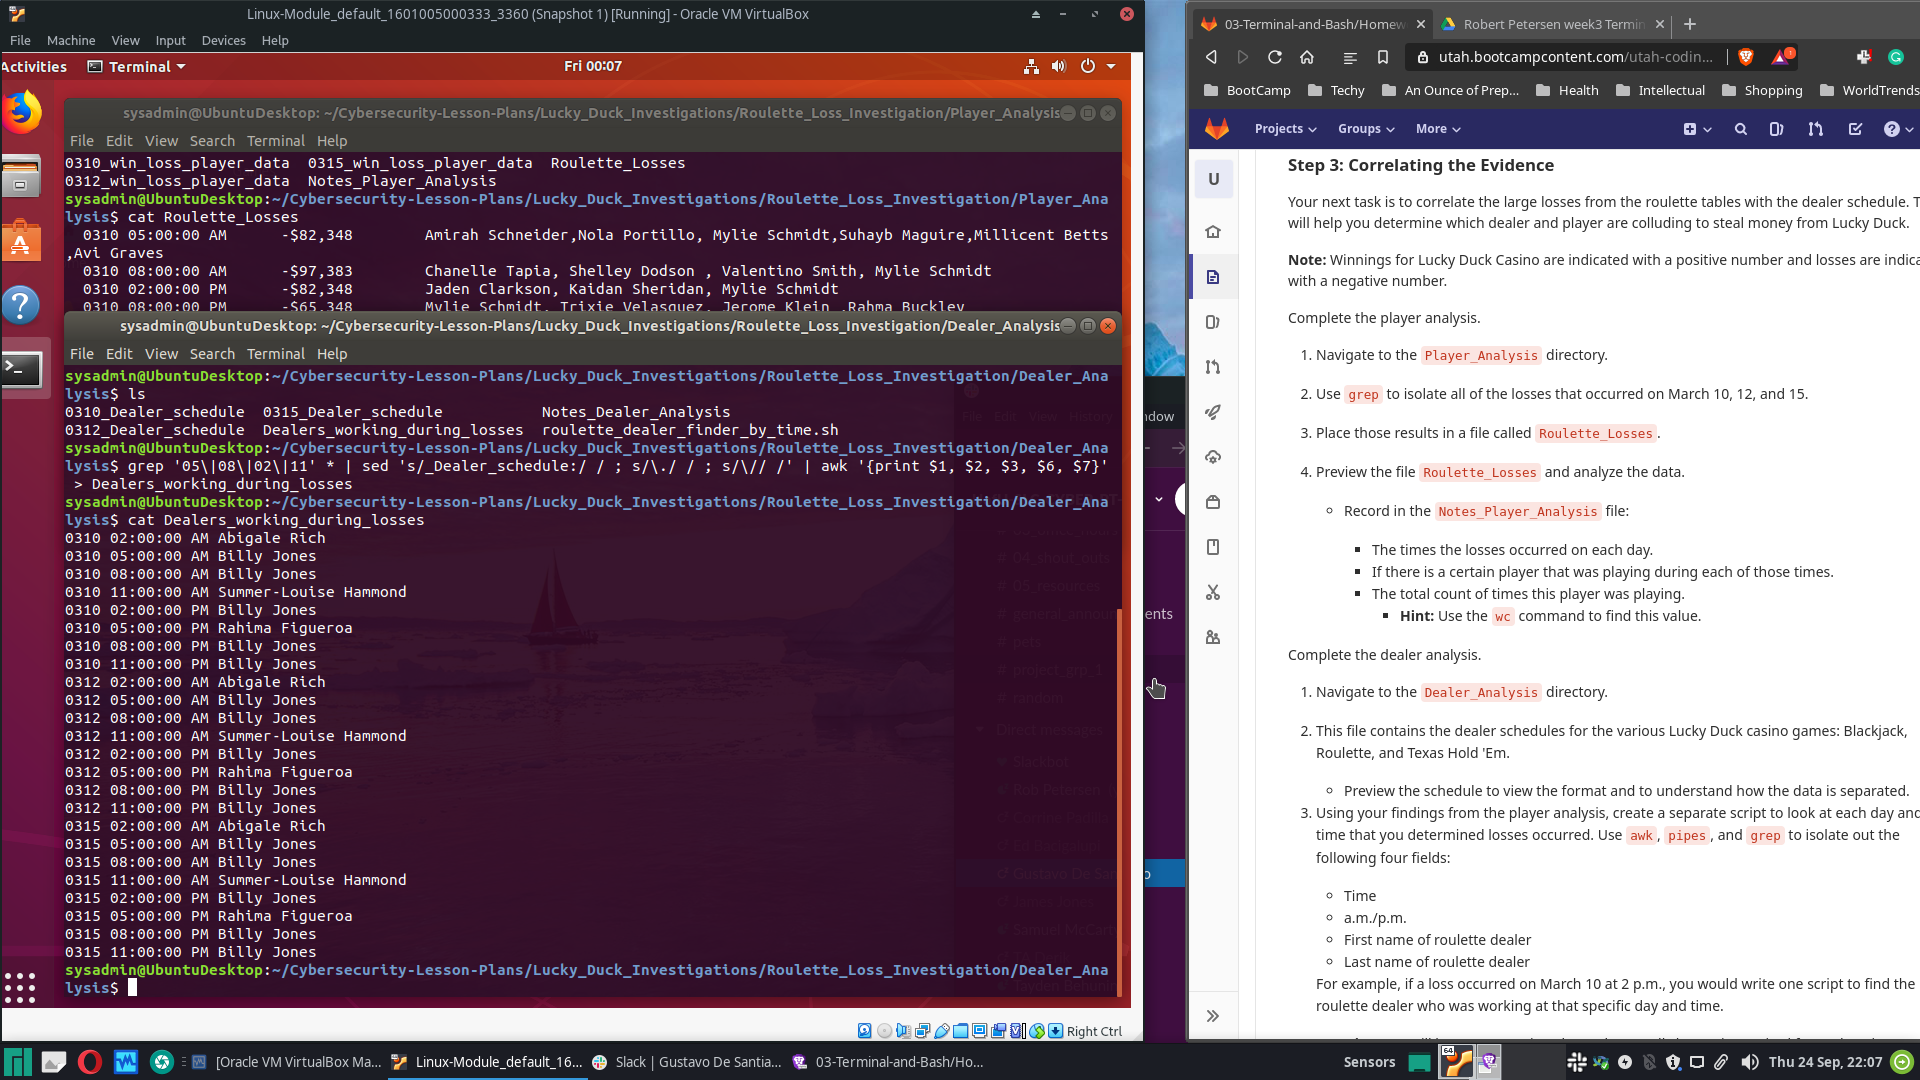 Linux-Module_default_1601005000333_3360 (Snapshot 1) [Running] - Oracle VM VirtualBox
File Machine View Input Devices Help
Activities Terminal Fri 00:07
sysadmin@UbuntuDesktop: ~/Cybersecurity-Lesson-Plans/Lucky_Duck_Investigations/Roulette_Loss_Investigation/Player_Analysis
File Edit View Search Terminal Help
0310_win_loss_player_data 0315_win_loss_player_data Roulette_Losses
0312_win_loss_player_data Notes_Player_Analysis
sysadmin@UbuntuDesktop:~/Cybersecurity-Lesson-Plans/Lucky_Duck_Investigations/Roulette_Loss_Investigation/Player_Ana
lysis$ cat Roulette_Losses
0310 05:00:00 AM -$82,348 Amirah Schneider,Nola Portillo, Mylie Schmidt,Suhayb Maguire,Millicent Betts
,Avi Graves
0310 08:00:00 AM -$97,383 Chanelle Tapia, Shelley Dodson , Valentino Smith, Mylie Schmidt
0310 02:00:00 PM -$82,348 Jaden Clarkson, Kaidan Sheridan, Mylie Schmidt
0310 08:00:00 PM -$65,348 Mylie Schmidt, Trixie Velasquez, Jerome Klein ,Rahma Buckley
sysadmin@UbuntuDesktop: ~/Cybersecurity-Lesson-Plans/Lucky_Duck_Investigations/Roulette_Loss_Investigation/Dealer_Analysis
File Edit View Search Terminal Help
sysadmin@UbuntuDesktop:~/Cybersecurity-Lesson-Plans/Lucky_Duck_Investigations/Roulette_Loss_Investigation/Dealer_Ana
lysis$ ls
0310_Dealer_schedule 0315_Dealer_schedule Notes_Dealer_Analysis
0312_Dealer_schedule Dealers_working_during_losses roulette_dealer_finder_by_time.sh
sysadmin@UbuntuDesktop:~/Cybersecurity-Lesson-Plans/Lucky_Duck_Investigations/Roulette_Loss_Investigation/Dealer_Ana
lysis$ grep '05\|08\|02\|11' * | sed 's/_Dealer_schedule:/ / ; s/\./ / ; s/\// /' | awk '{print $1, $2, $3, $6, $7}'
> Dealers_working_during_losses
sysadmin@UbuntuDesktop:~/Cybersecurity-Lesson-Plans/Lucky_Duck_Investigations/Roulette_Loss_Investigation/Dealer_Ana
lysis$ cat Dealers_working_during_losses
0310 02:00:00 AM Abigale Rich
0310 05:00:00 AM Billy Jones
0310 08:00:00 AM Billy Jones
0310 11:00:00 AM Summer-Louise Hammond
0310 02:00:00 PM Billy Jones
0310 05:00:00 PM Rahima Figueroa
0310 08:00:00 PM Billy Jones
0310 11:00:00 PM Billy Jones
0312 02:00:00 AM Abigale Rich
0312 05:00:00 AM Billy Jones
0312 08:00:00 AM Billy Jones
0312 11:00:00 AM Summer-Louise Hammond
0312 02:00:00 PM Billy Jones
0312 05:00:00 PM Rahima Figueroa
0312 08:00:00 PM Billy Jones
0312 11:00:00 PM Billy Jones
0315 02:00:00 AM Abigale Rich
0315 05:00:00 AM Billy Jones
0315 08:00:00 AM Billy Jones
0315 11:00:00 AM Summer-Louise Hammond
0315 02:00:00 PM Billy Jones
0315 05:00:00 PM Rahima Figueroa
0315 08:00:00 PM Billy Jones
0315 11:00:00 PM Billy Jones
sysadmin@UbuntuDesktop:~/Cybersecurity-Lesson-Plans/Lucky_Duck_Investigations/Roulette_Loss_Investigation/Dealer_Ana
lysis$
File Edit View History
ndow
04_shout_outs
05_resources
ents
# pets
# project_grp_1
# random
Direct messages
Slackbot
Rob Petersen
Right Ctrl
03-Terminal-and-Bash/Homew
Robert Petersen week3 Termin
utah.bootcampcontent.com/utah-codin...
BootCamp Techy An Ounce of Prep... Health Intellectual Shopping WorldTrends
Projects Groups More
U
Step 3: Correlating the Evidence
Your next task is to correlate the large losses from the roulette tables with the dealer schedule. T
will help you determine which dealer and player are colluding to steal money from Lucky Duck.
Note: Winnings for Lucky Duck Casino are indicated with a positive number and losses are indica
with a negative number.
Complete the player analysis.
1. Navigate to the Player_Analysis directory.
2. Use grep to isolate all of the losses that occurred on March 10, 12, and 15.
3. Place those results in a file called Roulette_Losses.
4. Preview the file Roulette_Losses and analyze the data.
Record in the Notes_Player_Analysis file:
The times the losses occurred on each day.
If there is a certain player that was playing during each of those times.
The total count of times this player was playing.
Hint: Use the wc command to find this value.
Complete the dealer analysis.
1. Navigate to the Dealer_Analysis directory.
2. This file contains the dealer schedules for the various Lucky Duck casino games: Blackjack,
Roulette, and Texas Hold 'Em.
Preview the schedule to view the format and to understand how the data is separated.
3. Using your findings from the player analysis, create a separate script to look at each day and
time that you determined losses occurred. Use awk, pipes, and grep to isolate out the
following four fields:
Time
a.m./p.m.
First name of roulette dealer
Last name of roulette dealer
For example, if a loss occurred on March 10 at 2 p.m., you would write one script to find the
roulette dealer who was working at that specific day and time.
[Oracle VM VirtualBox Ma... Linux-Module_default_16... Slack | Gustavo De Santia... 03-Terminal-and-Bash/Ho... Sensors 64 Thu 24 Sep, 22:07